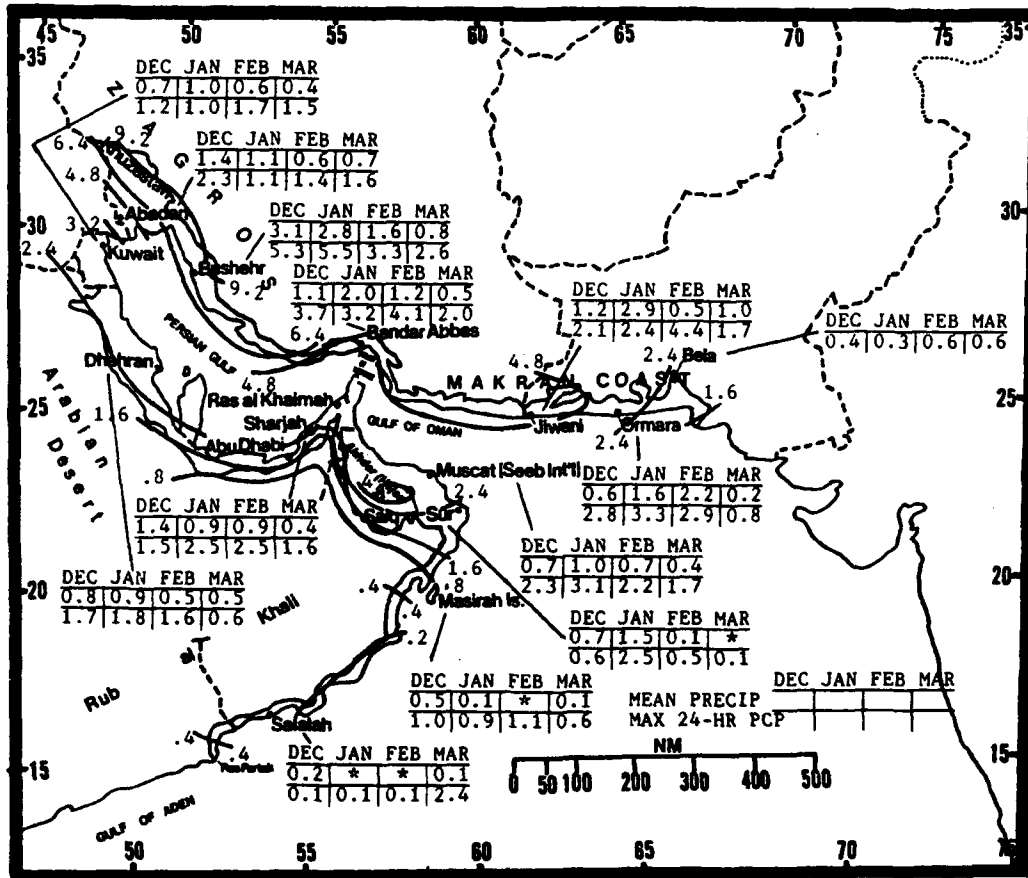 45 50 55 60 65 70 75 35
35
DEC JAN FEB MAR
0.7 1.0 0.6 0.4
1.2 1.0 1.7 1.5
Z A G R O S
9.2
6.4
Khuzestan
DEC JAN FEB MAR
1.4 1.1 0.6 0.7
2.3 1.1 1.4 1.6
4.8
Abadan
30
3.2
2.4
Kuwait
DEC JAN FEB MAR
3.1 2.8 1.6 0.8
5.3 5.5 3.3 2.6
30
Bushehr
9.2
DEC JAN FEB MAR
1.1 2.0 1.2 0.5
3.7 3.2 4.1 2.0
6.4
Bandar Abbas
DEC JAN FEB MAR
1.2 2.9 0.5 1.0
2.1 2.4 4.4 1.7
DEC JAN FEB MAR
0.4 0.3 0.6 0.6
PERSIAN GULF
Dhahran
4.8
4.8
2.4
Bela
MAKRAN COAST
1.6
25
Arabian
Desert
1.6
Ras al Khaimah
Sharjah
Abu Dhabi
GULF OF OMAN
Jiwani
2.4
Ormara
25
.8
Muscat (Seeb Int'l)
2.4
Sur
DEC JAN FEB MAR
0.6 1.6 2.2 0.2
2.8 3.3 2.9 0.8
DEC JAN FEB MAR
1.4 0.9 0.9 0.4
1.5 2.5 2.5 1.6
DEC JAN FEB MAR
0.7 1.0 0.7 0.4
2.3 3.1 2.2 1.7
1.6
DEC JAN FEB MAR
0.8 0.9 0.5 0.5
1.7 1.8 1.6 0.6
20
Khali
.4
.4
.8
Masirah Is.
20
.2
DEC JAN FEB MAR
0.7 1.5 0.1 *
0.6 2.5 0.5 0.1
al
Rub
DEC JAN FEB MAR
0.5 0.1 * 0.1
1.0 0.9 1.1 0.6
DEC JAN FEB MAR
MEAN PRECIP
MAX 24-HR PCP
Salalah
.4
.4
DEC JAN FEB MAR
0.2 * * 0.1
0.1 0.1 0.1 2.4
NM
0 50 100 200 300 400 500
15
15
GULF OF ADEN
50 55 60 65 70